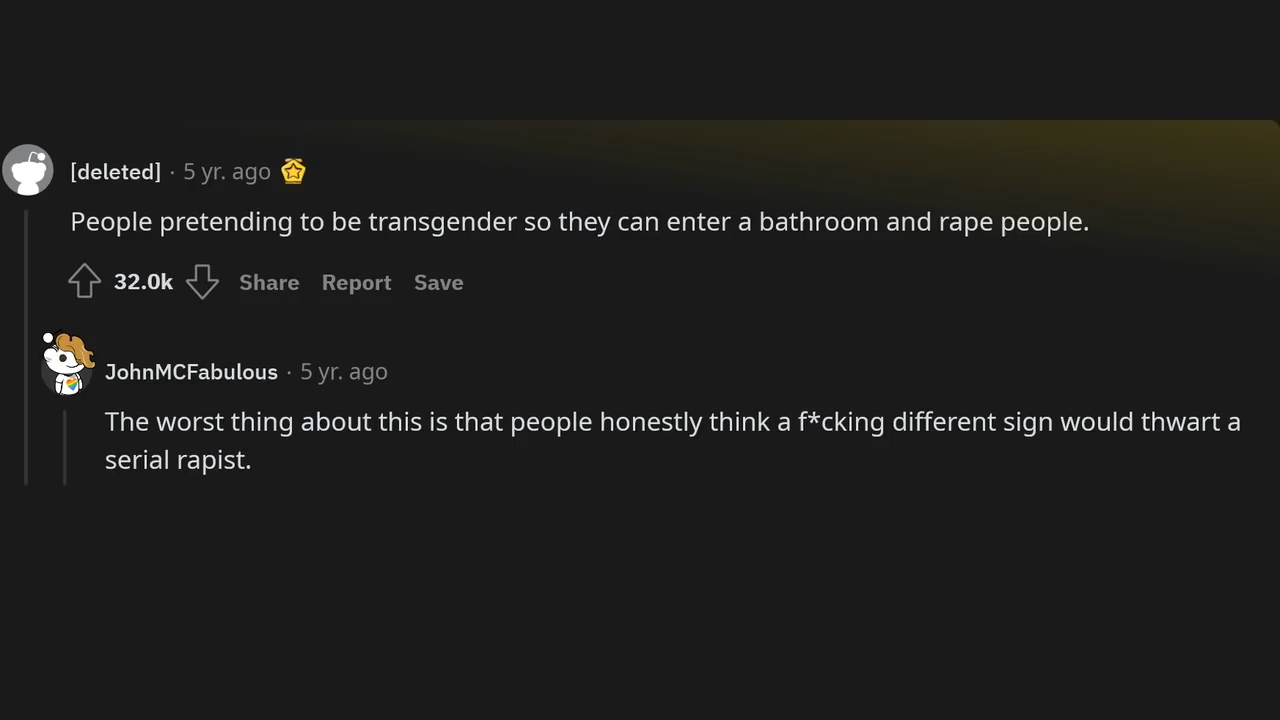 [deleted] · 5 yr. ago
People pretending to be transgender so they can enter a bathroom and rape people.
32.0k Share Report Save
JohnMCFabulous · 5 yr. ago
The worst thing about this is that people honestly think a f*cking different sign would thwart a
serial rapist.